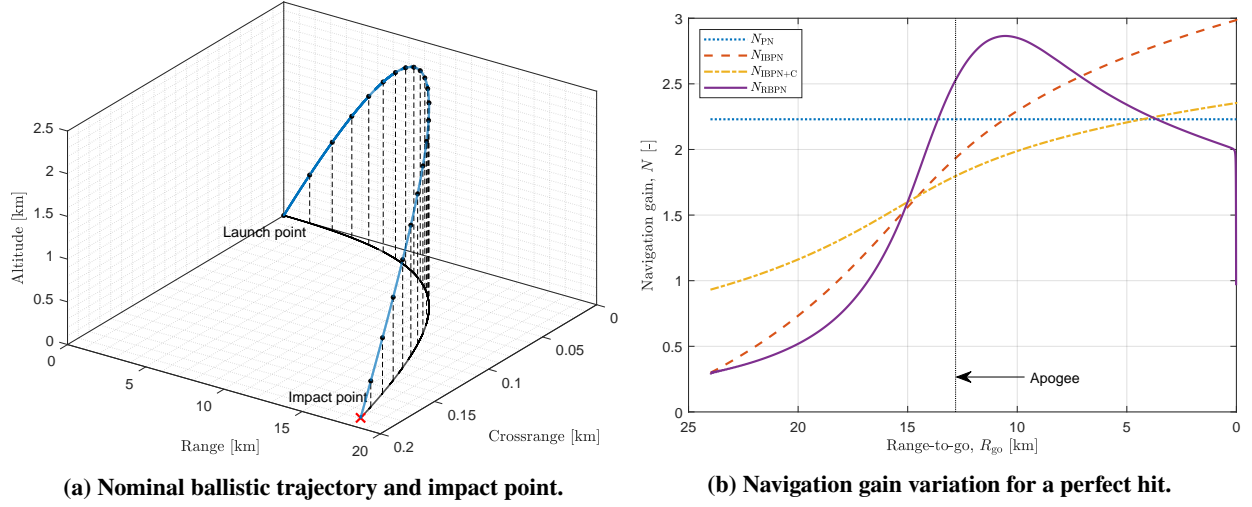 2.5
2
1.5
1
0.5
0
Altitude [km]
Launch point
Impact point
0
5
10
15
20
Range [km]
0
0.05
0.1
0.15
0.2
Crossrange [km]
(a) Nominal ballistic trajectory and impact point.
3
2.5
2
1.5
1
0.5
0
Navigation gain, N [-]
N_PN
N_IBPN
N_IBPN+C
N_RBPN
Apogee
25
20
15
10
5
0
Range-to-go, R_go [km]
(b) Navigation gain variation for a perfect hit.